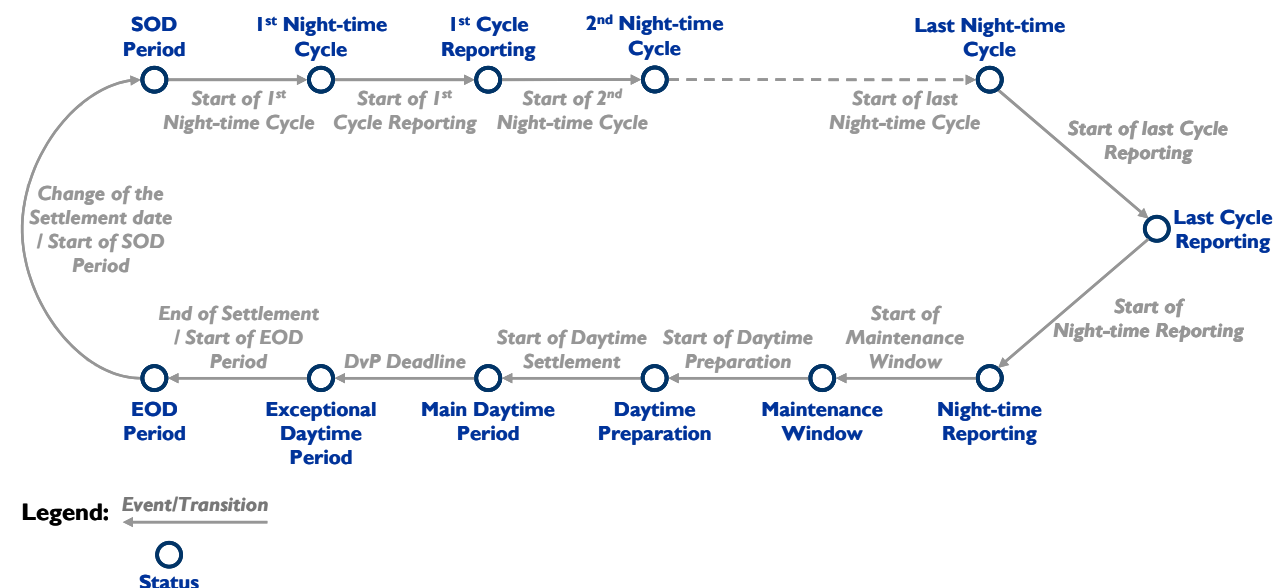 SOD
Period
1st Night-time
Cycle
1st Cycle
Reporting
2nd Night-time
Cycle
Last Night-time
Cycle
Start of 1st
Night-time Cycle
Start of 1st
Cycle Reporting
Start of 2nd
Night-time Cycle
Start of last
Night-time Cycle
Start of last Cycle
Reporting
Last Cycle
Reporting
Start of
Night-time Reporting
Change of the
Settlement date
/ Start of SOD
Period
End of Settlement
/ Start of EOD
Period
DvP Deadline
Start of Daytime
Settlement
Start of Daytime
Preparation
Start of
Maintenance
Window
EOD
Period
Exceptional
Daytime
Period
Main Daytime
Period
Daytime
Preparation
Maintenance
Window
Night-time
Reporting
Legend:
Event/Transition
Status